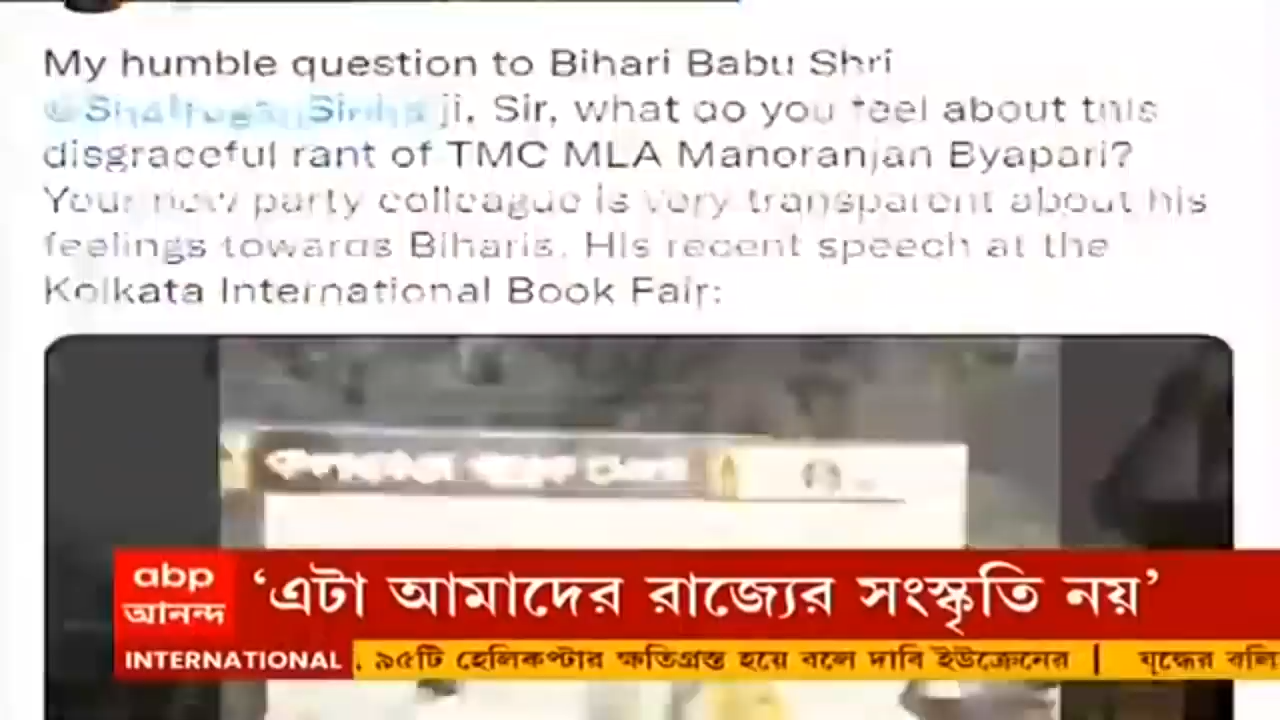 My humble question to Bihari Babu Shri
@ShatruganSinha ji. Sir, what do you feel about this
disgraceful rant of TMC MLA Manoranjan Byapari?
Your new party colleague is very transparent about his
feelings towards Biharis. His recent speech at the
Kolkata International Book Fair:
abp
আনন্দ
‘এটা আমাদের রাজ্যের সংস্কৃতি নয়’
INTERNATIONAL
, ৯৫টি হেলিকপ্টার ক্ষতিগ্রস্ত হয়ে বলে দাবি ইউক্রেনের | যুদ্ধের বলি